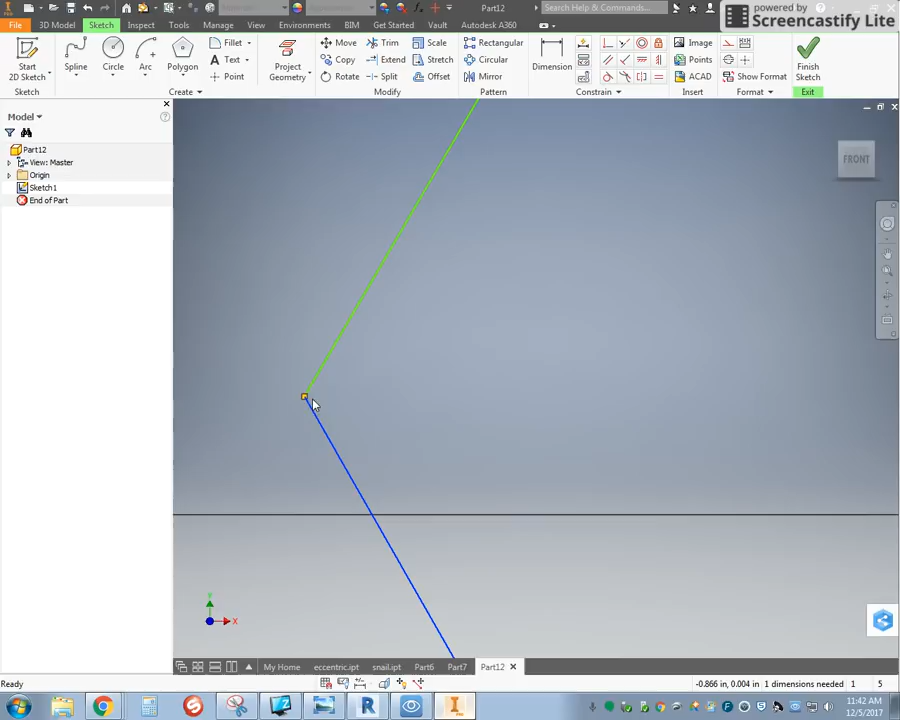 Part12
Search Help & Commands...
powered by
Screencastify Lite
File 3D Model Sketch Inspect Tools Manage View Environments BIM Get Started Vault Autodesk A360
Start
2D Sketch
Spline
Circle
Arc
Polygon
Fillet
Text
Point
Project
Geometry
Move
Copy
Rotate
Trim
Extend
Split
Scale
Stretch
Offset
Dimension
Rectangular
Circular
Mirror
Image
Points
ACAD
Show Format
Finish
Sketch
Sketch Create Modify Pattern Constrain Insert Format Exit
Model
Part12
View: Master
Origin
Sketch1
End of Part
FRONT
Y
X
My Home eccentric.ipt snail.ipt Part6 Part7 Part12
Ready
-0.866 in, 0.004 in 1 dimensions needed 1 5
11:42 AM
12/5/2017